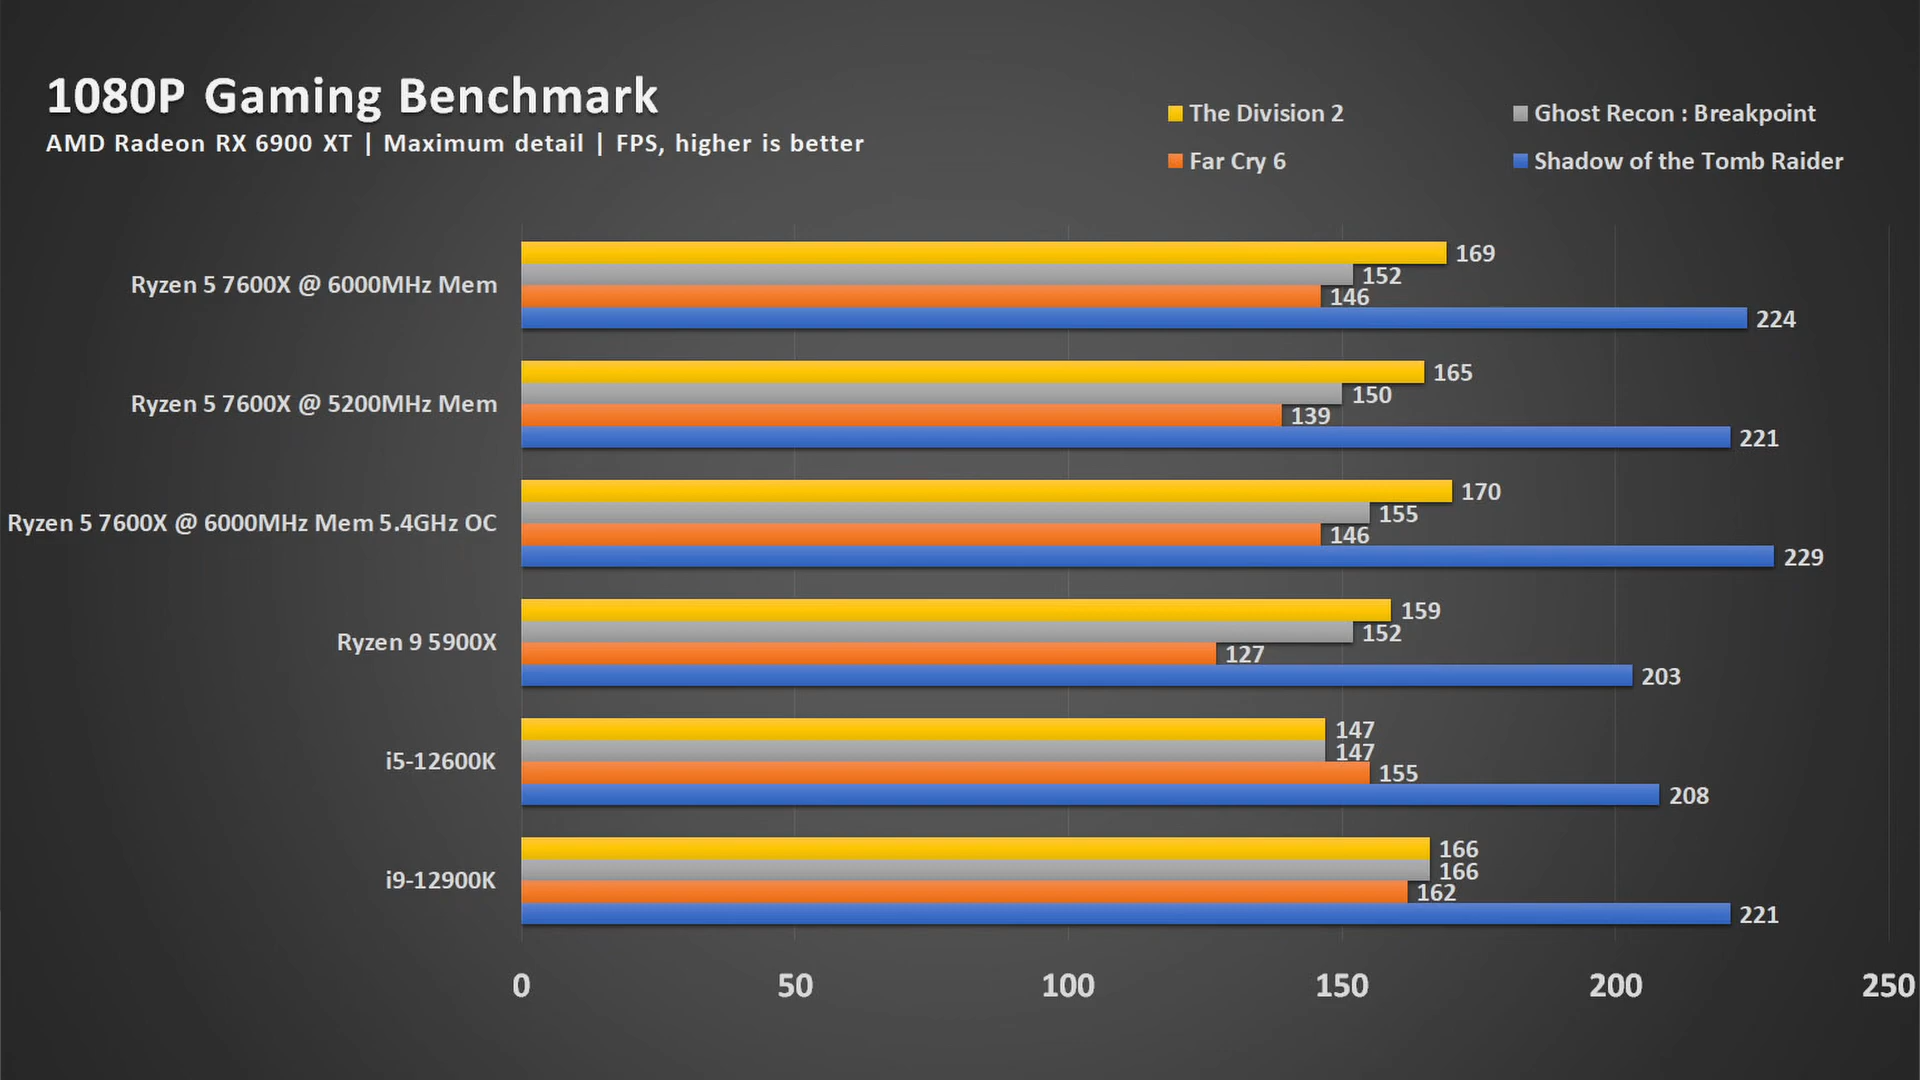 1080P Gaming Benchmark
AMD Radeon RX 6900 XT | Maximum detail | FPS, higher is better
The Division 2
Ghost Recon : Breakpoint
Far Cry 6
Shadow of the Tomb Raider
Ryzen 5 7600X @ 6000MHz Mem
169
152
146
224
Ryzen 5 7600X @ 5200MHz Mem
165
150
139
221
Ryzen 5 7600X @ 6000MHz Mem 5.4GHz OC
170
155
146
229
Ryzen 9 5900X
159
152
127
203
i5-12600K
147
147
155
208
i9-12900K
166
166
162
221
0 50 100 150 200 250